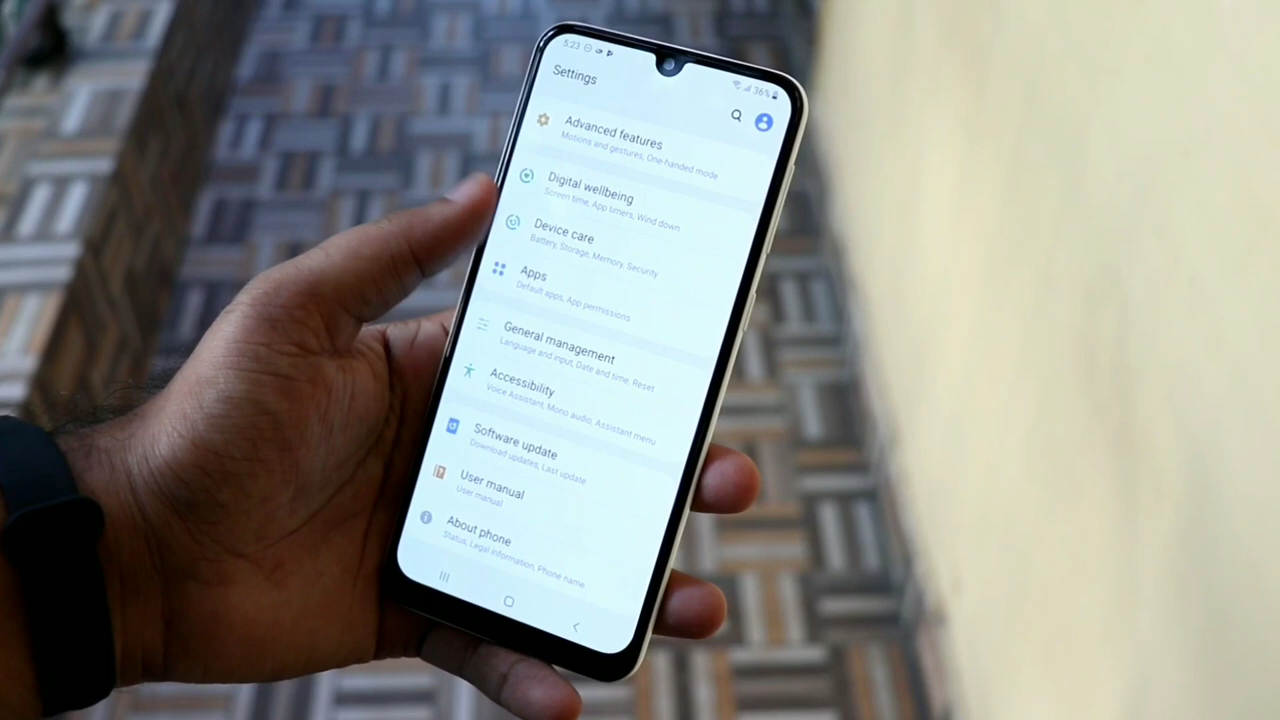 5:23
36%
Settings
Advanced features
Motions and gestures, One-handed mode
Digital wellbeing
Screen time, App timers, Wind down
Device care
Battery, Storage, Memory, Security
Apps
Default apps, App permissions
General management
Language and input, Date and time, Reset
Accessibility
Voice Assistant, Mono audio, Assistant menu
Software update
Download updates, Last update
User manual
User manual
About phone
Status, Legal information, Phone name